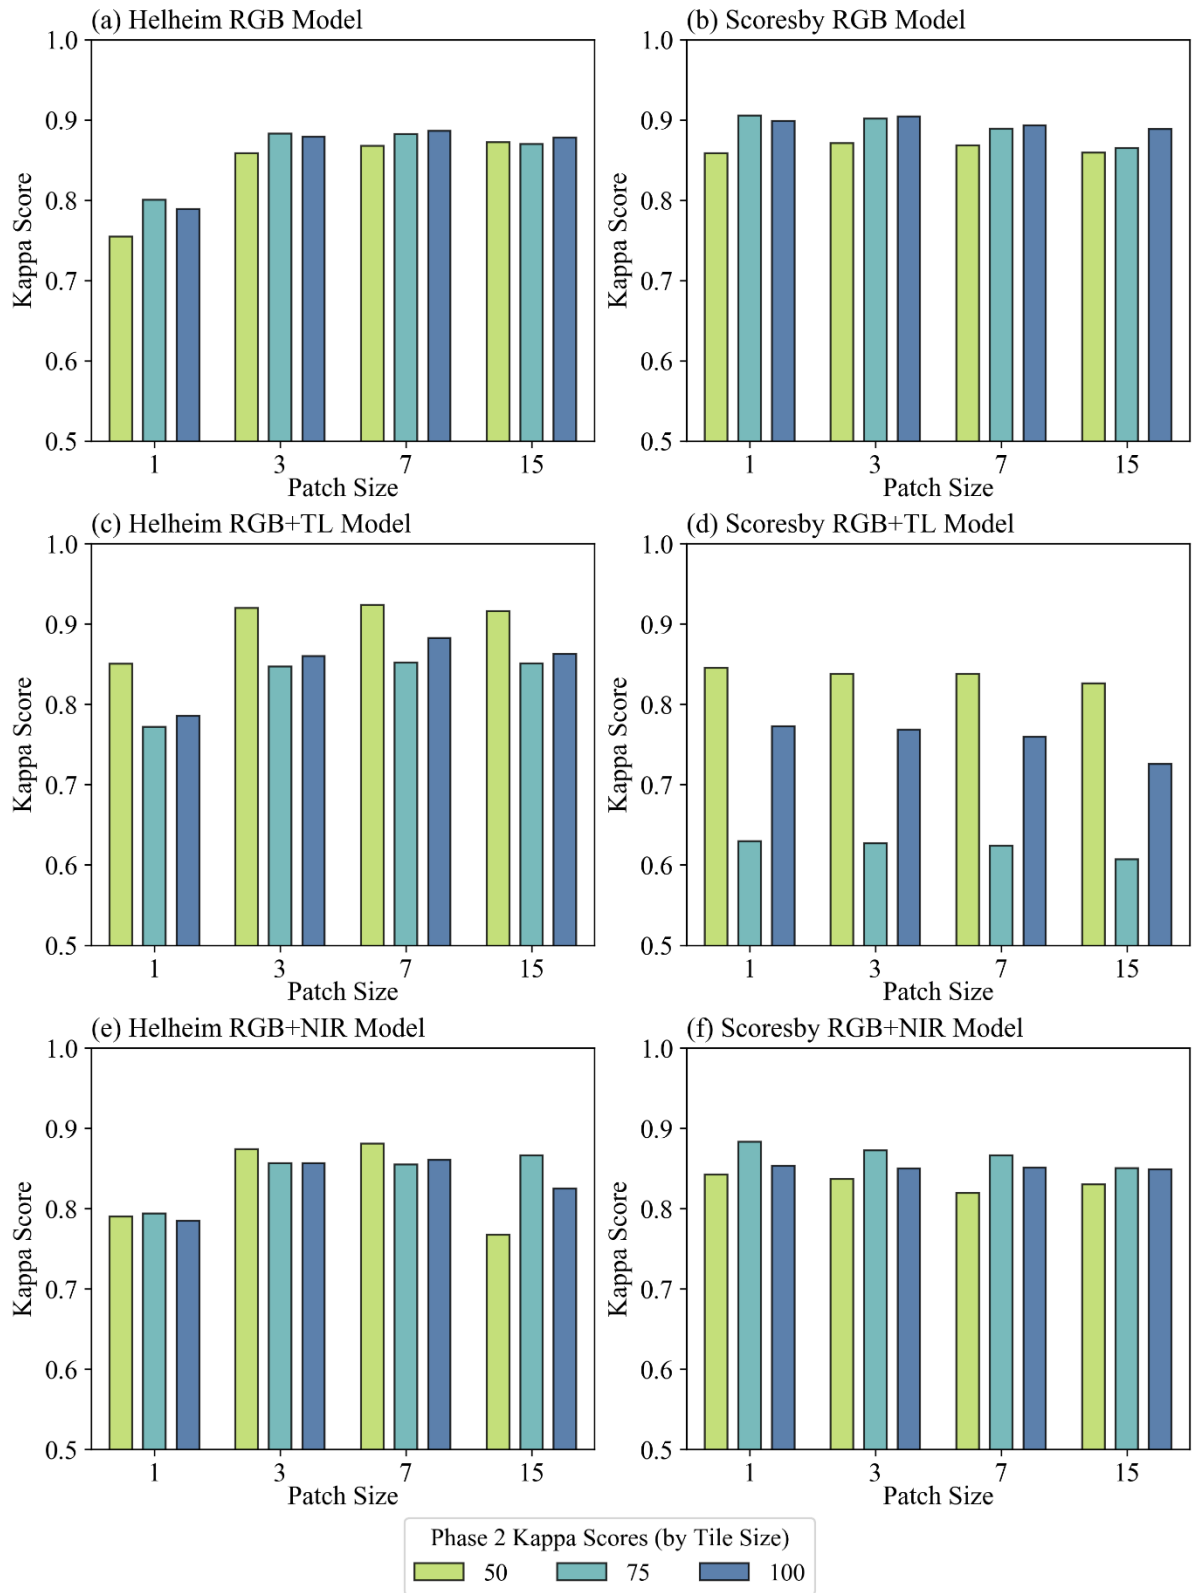 (a) Helheim RGB Model
1.0
0.9
0.8
0.7
0.6
0.5
Kappa Score
1 3 7 15
Patch Size
(b) Scoresby RGB Model
1.0
0.9
0.8
0.7
0.6
0.5
Kappa Score
1 3 7 15
Patch Size
(c) Helheim RGB+TL Model
1.0
0.9
0.8
0.7
0.6
0.5
Kappa Score
1 3 7 15
Patch Size
(d) Scoresby RGB+TL Model
1.0
0.9
0.8
0.7
0.6
0.5
Kappa Score
1 3 7 15
Patch Size
(e) Helheim RGB+NIR Model
1.0
0.9
0.8
0.7
0.6
0.5
Kappa Score
1 3 7 15
Patch Size
(f) Scoresby RGB+NIR Model
1.0
0.9
0.8
0.7
0.6
0.5
Kappa Score
1 3 7 15
Patch Size
Phase 2 Kappa Scores (by Tile Size)
50 75 100